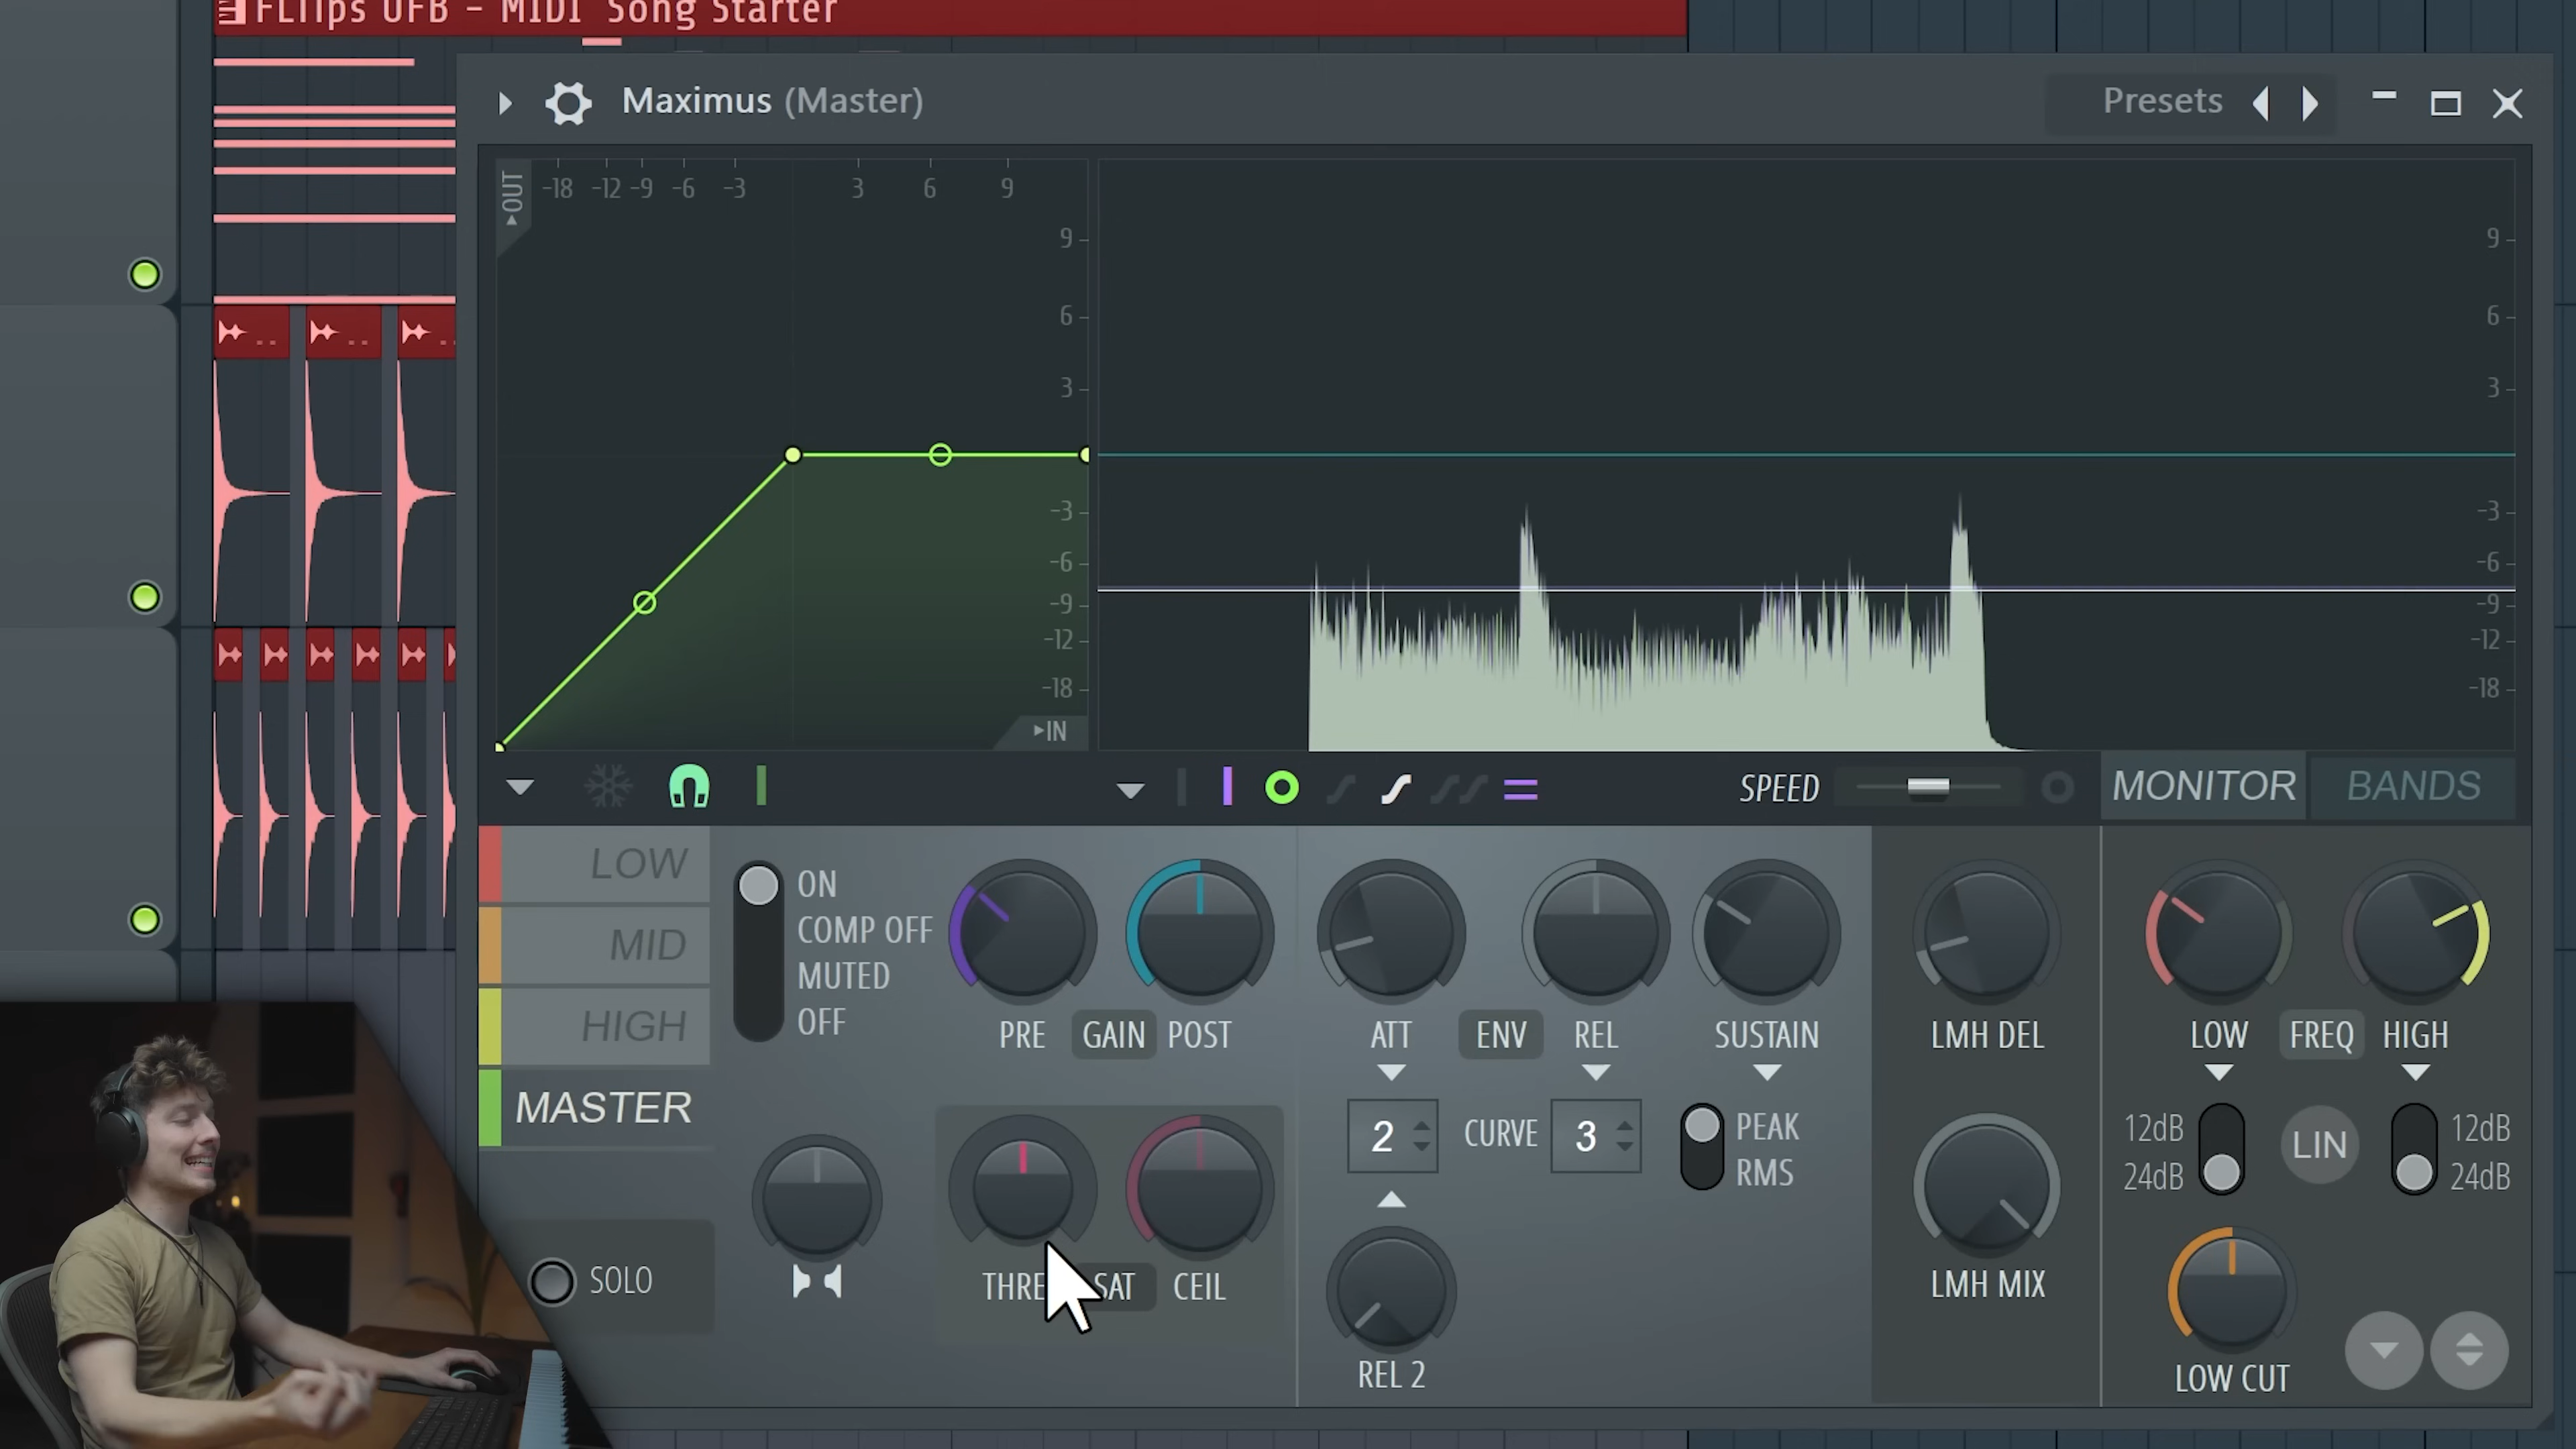 FLTips UFB - MIDI Song Starter
Maximus (Master)
Presets
OUT
-18 -12 -9 -6 -3 3 6 9
9
6
3
-3
-6
-9
-12
-18
IN
9
6
3
-3
-6
-9
-12
-18
SPEED
MONITOR
BANDS
LOW
MID
HIGH
MASTER
SOLO
ON
COMP OFF
MUTED
OFF
PRE GAIN POST
CEIL
ATT ENV REL SUSTAIN
2 CURVE 3
PEAK
RMS
REL 2
LMH DEL
LMH MIX
LOW FREQ HIGH
12dB
24dB
LIN
12dB
24dB
LOW CUT